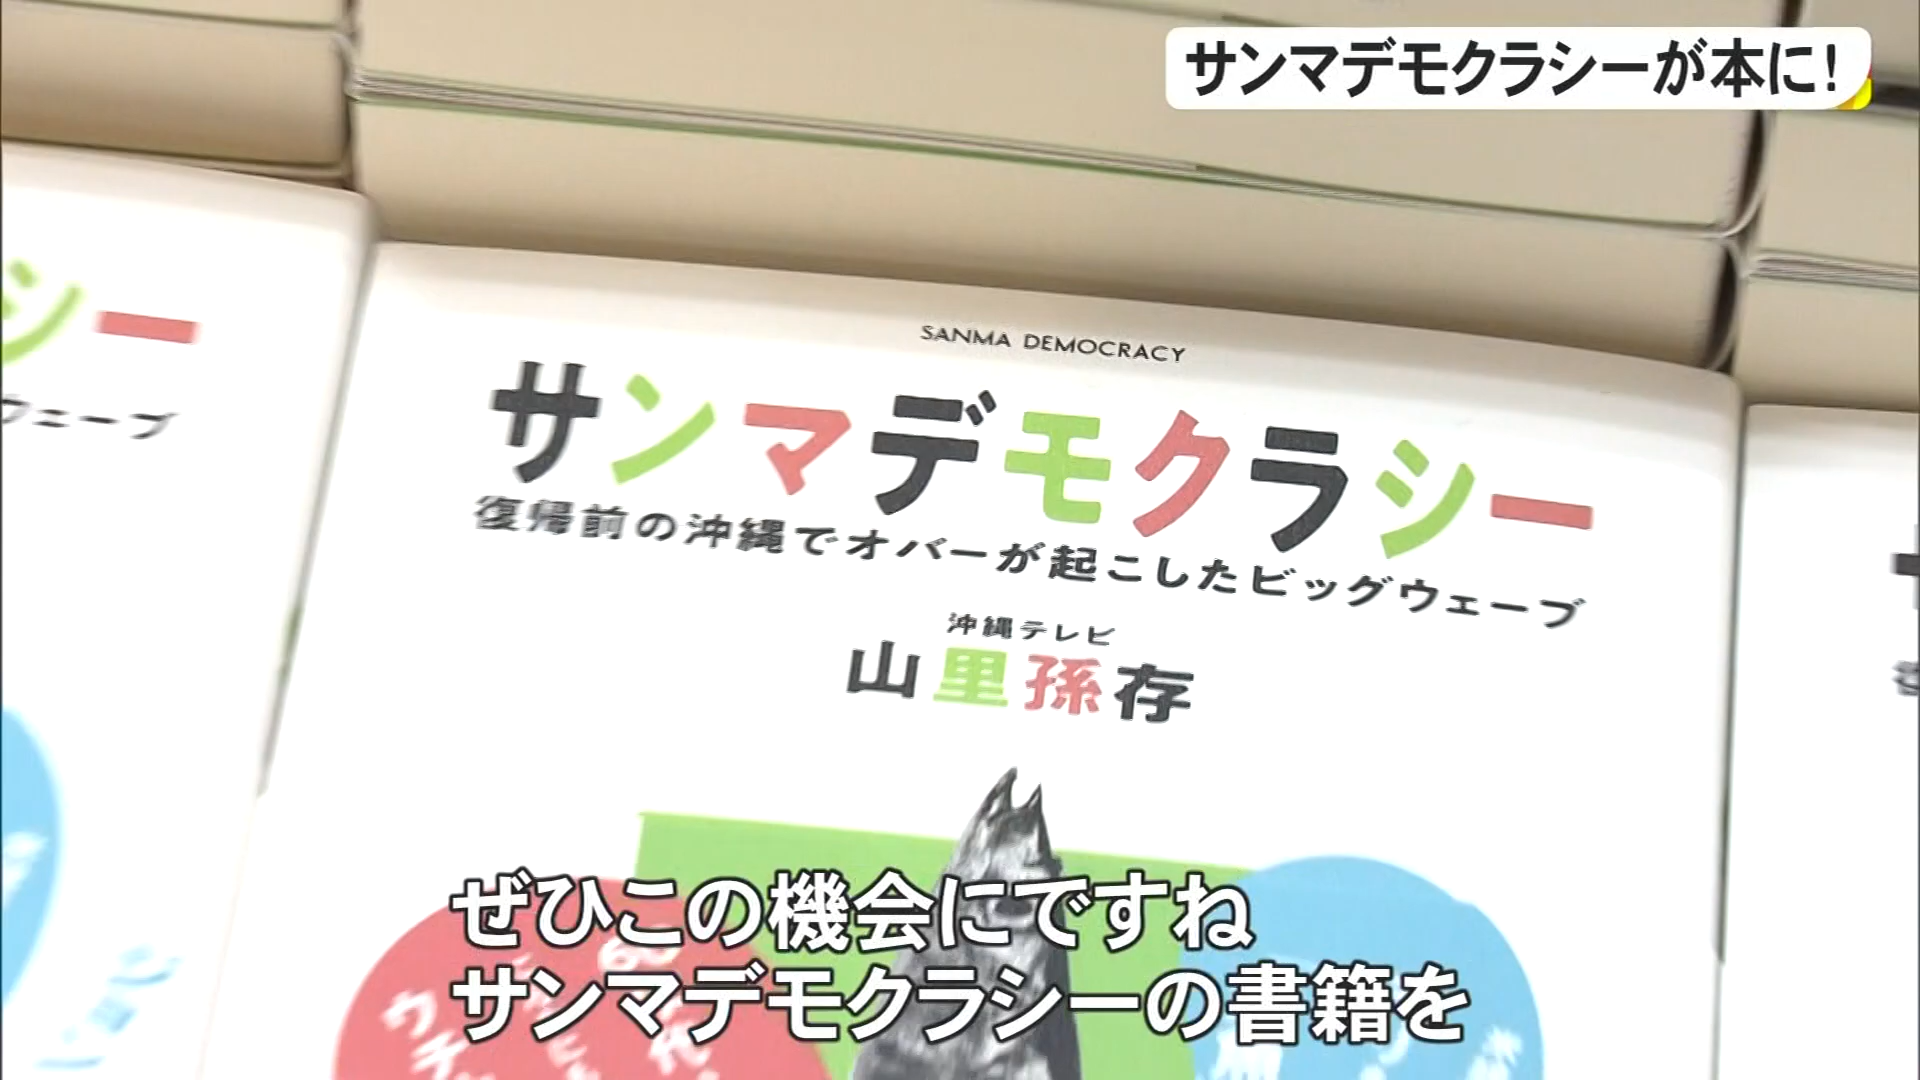 サンマデモクラシーが本に!
SANMA DEMOCRACY
サンマデモクラシー
復帰前の沖縄でオバーが起こしたビッグウェーブ
沖縄テレビ
山里孫存
シー
ウェーブ
ぜひこの機会にですね
サンマデモクラシーの書籍を